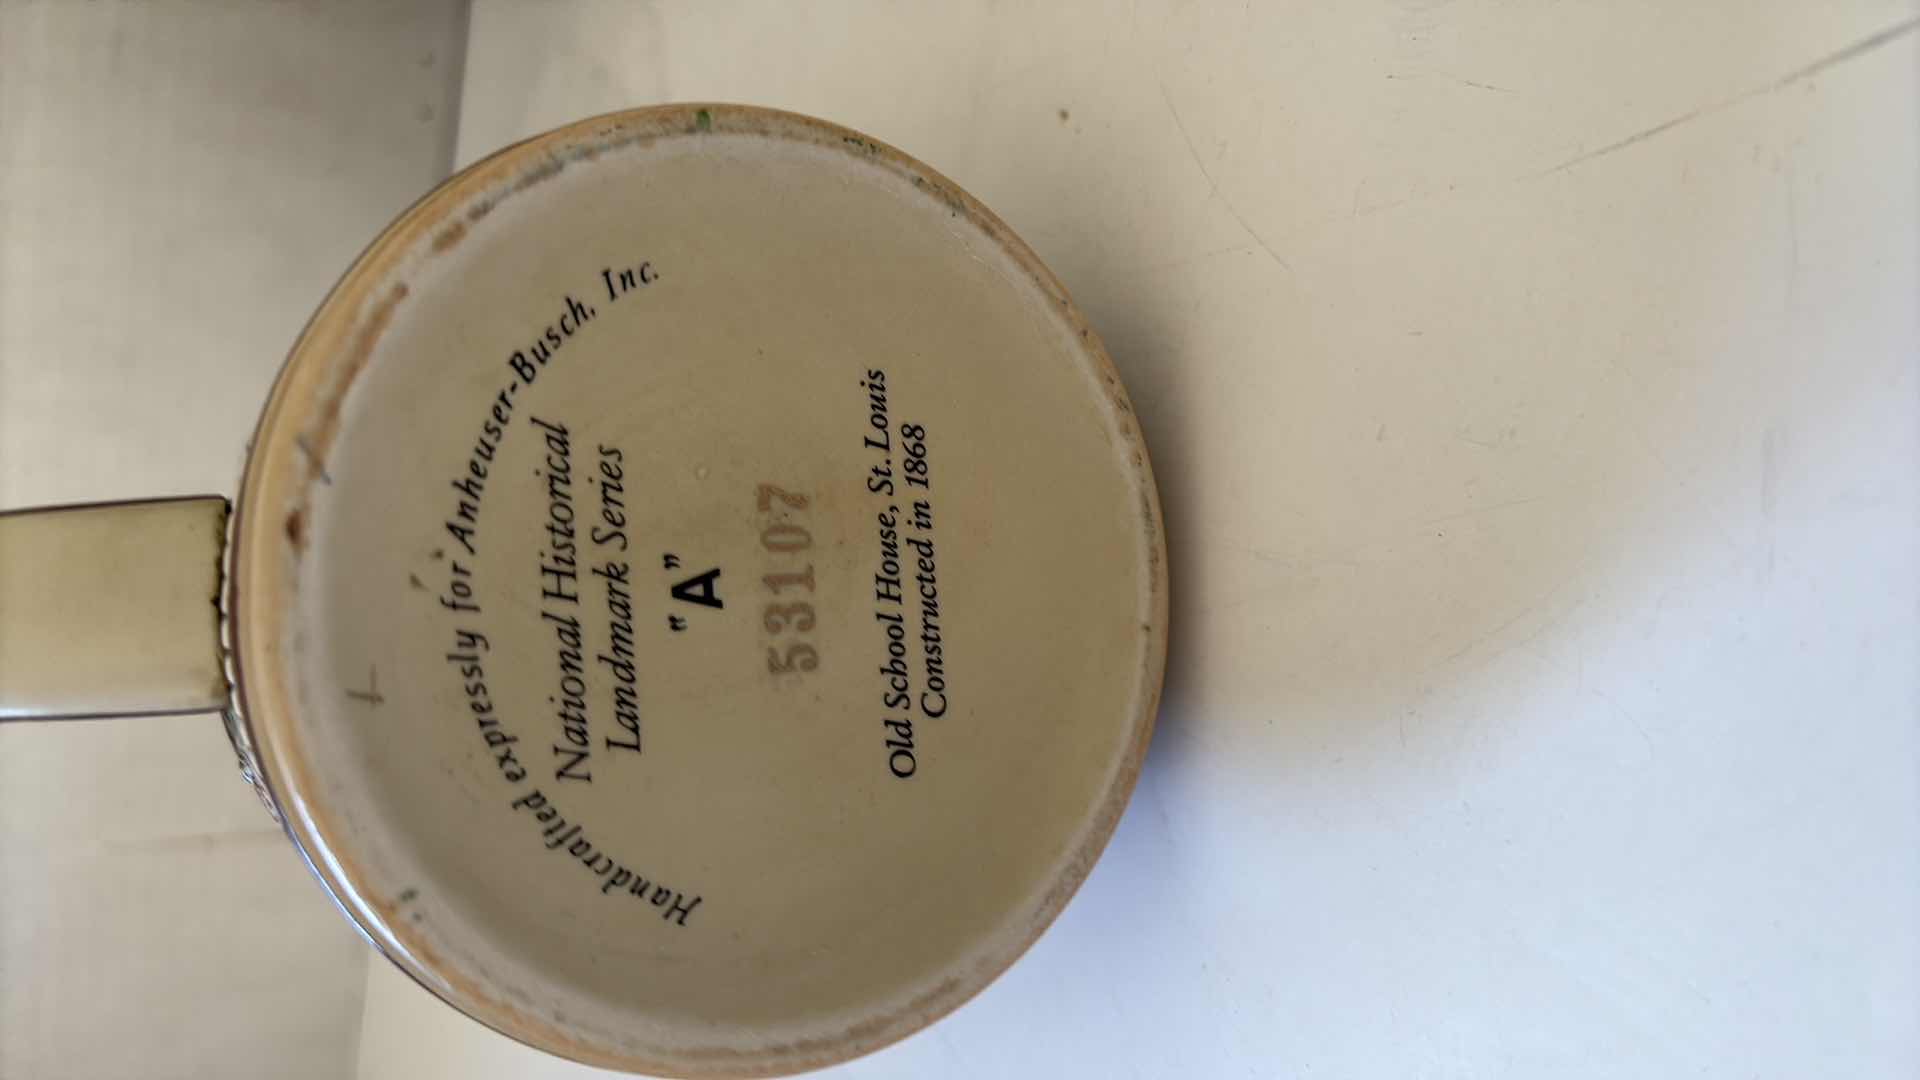 Handcrafted expressly for Anheuser-Busch, Inc.
National Historical
Landmark Series
"A"
53107
Old School House, St. Louis
Constructed in 1868